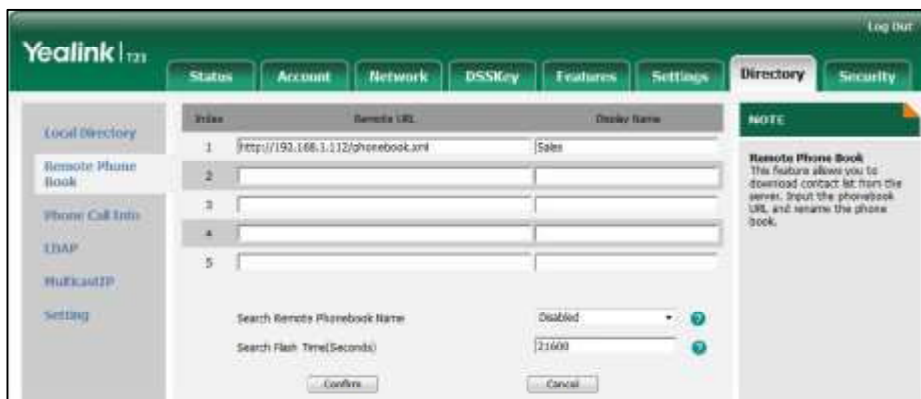 Log Out
Yealink T23
Status Account Network DSSKey Features Settings Directory Security
Local Directory
Remote Phone Book
Phone Call Info
LDAP
MulticastIP
Setting
Index Remote URL Display Name
1 http://192.168.1.112/phonebook.xml Sales
2
3
4
5
Search Remote Phonebook Name Disabled
Search Flash Time(Seconds) 21600
Confirm Cancel
NOTE
Remote Phone Book
This feature allows you to
download contact list from the
server. Input the phonebook
URL and rename the phone
book.